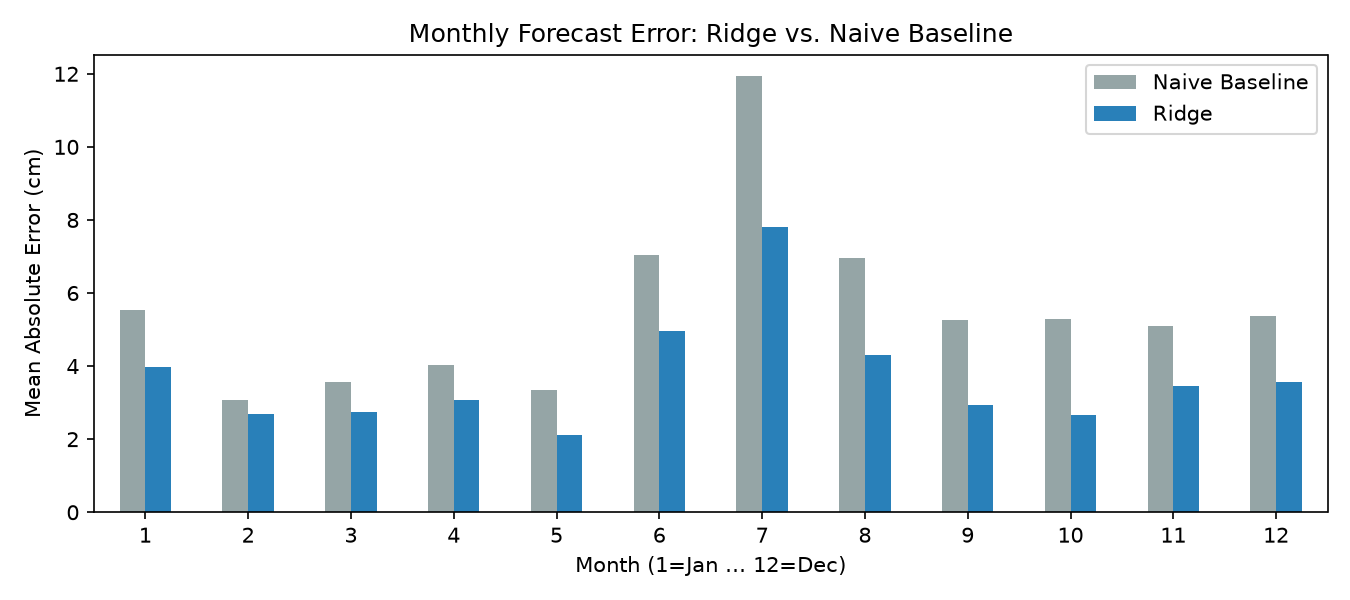 Monthly Forecast Error: Ridge vs. Naive Baseline
Naive Baseline
Ridge
Mean Absolute Error (cm)
12
10
8
6
4
2
0
1 2 3 4 5 6 7 8 9 10 11 12
Month (1=Jan ... 12=Dec)